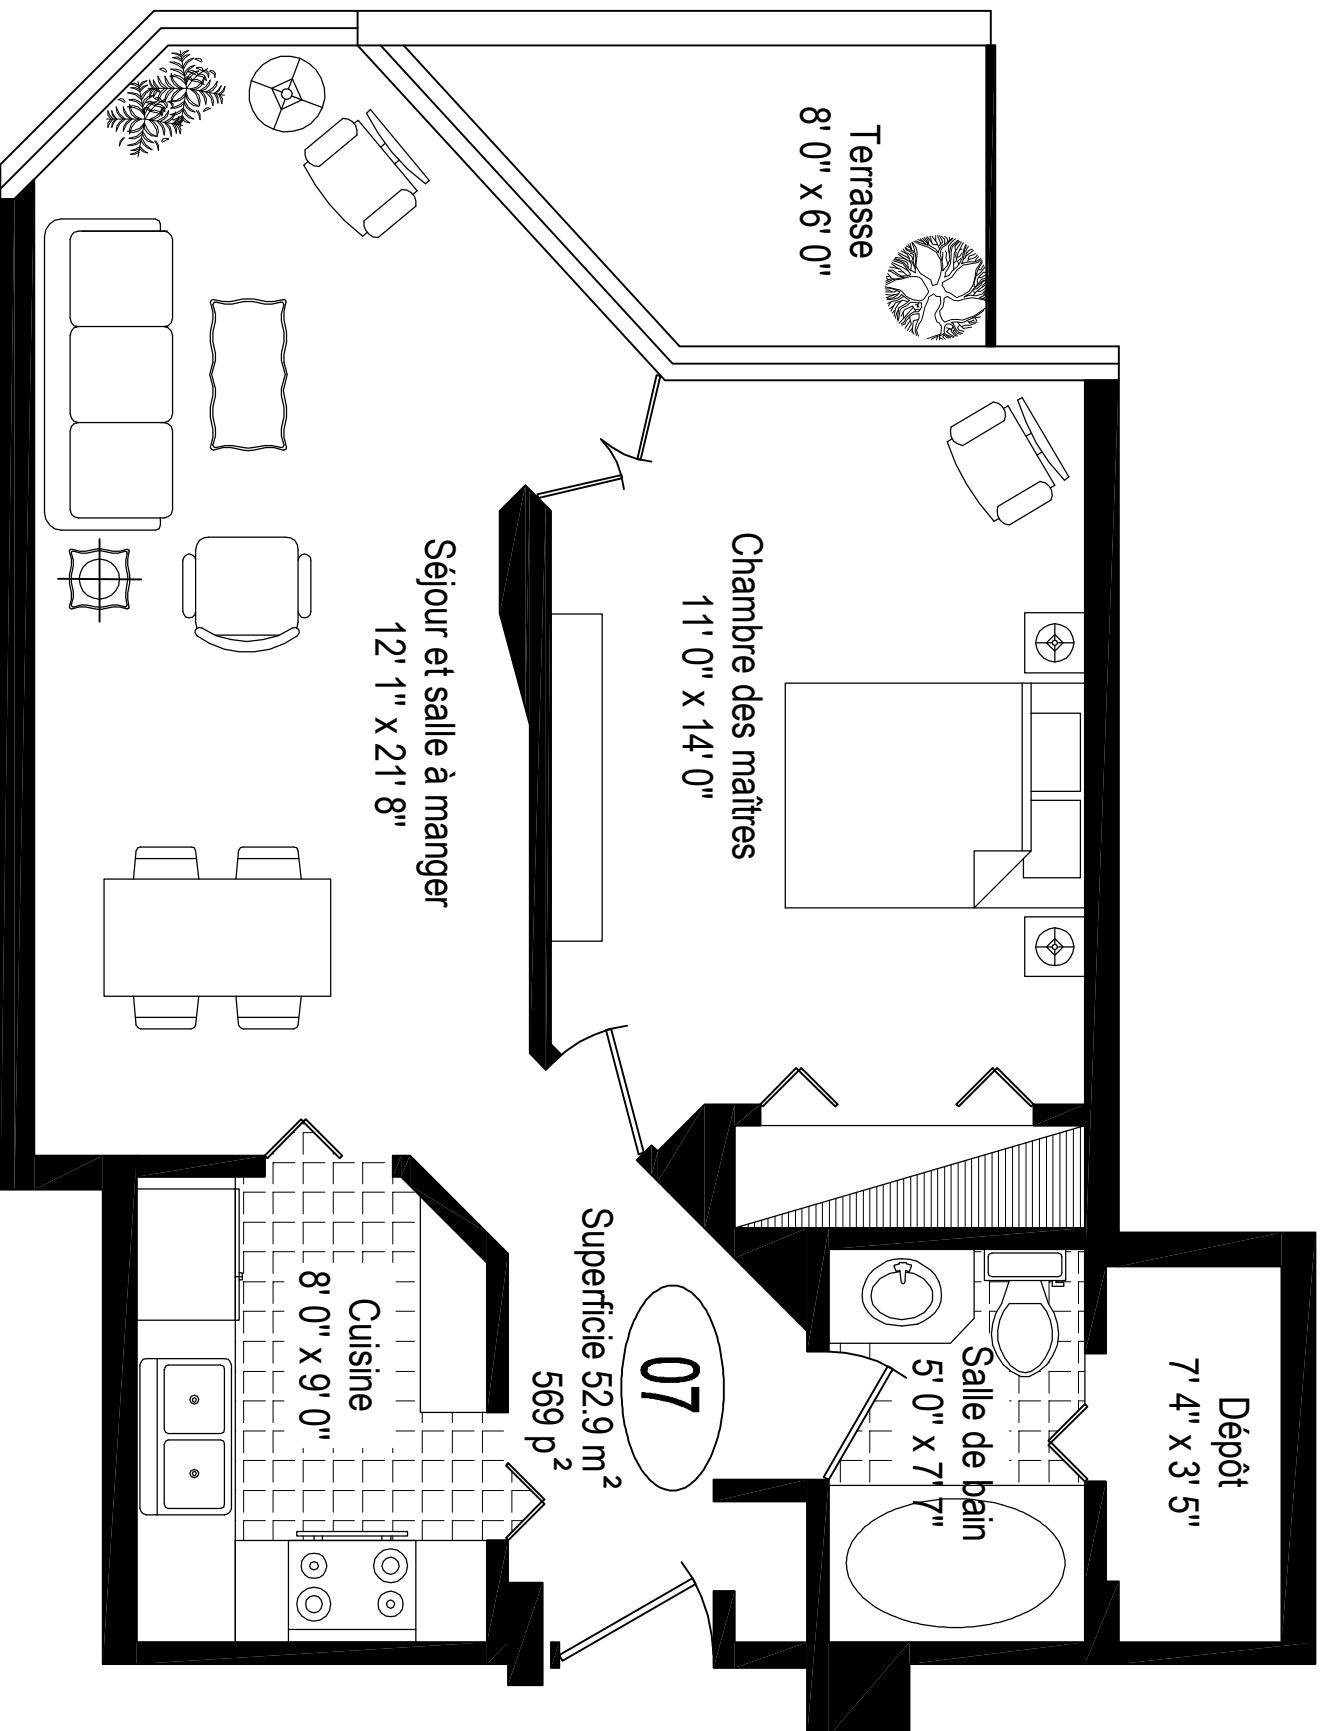 Terrasse
8' 0" x 6' 0"
Chambre des maîtres
11' 0" x 14' 0"
Séjour et salle à manger
12' 1" x 21' 8"
Dépôt
7' 4" x 3' 5"
Salle de bain
5' 0" x 7' 7"
07
Superficie 52.9 m²
569 p²
Cuisine
8' 0" x 9' 0"